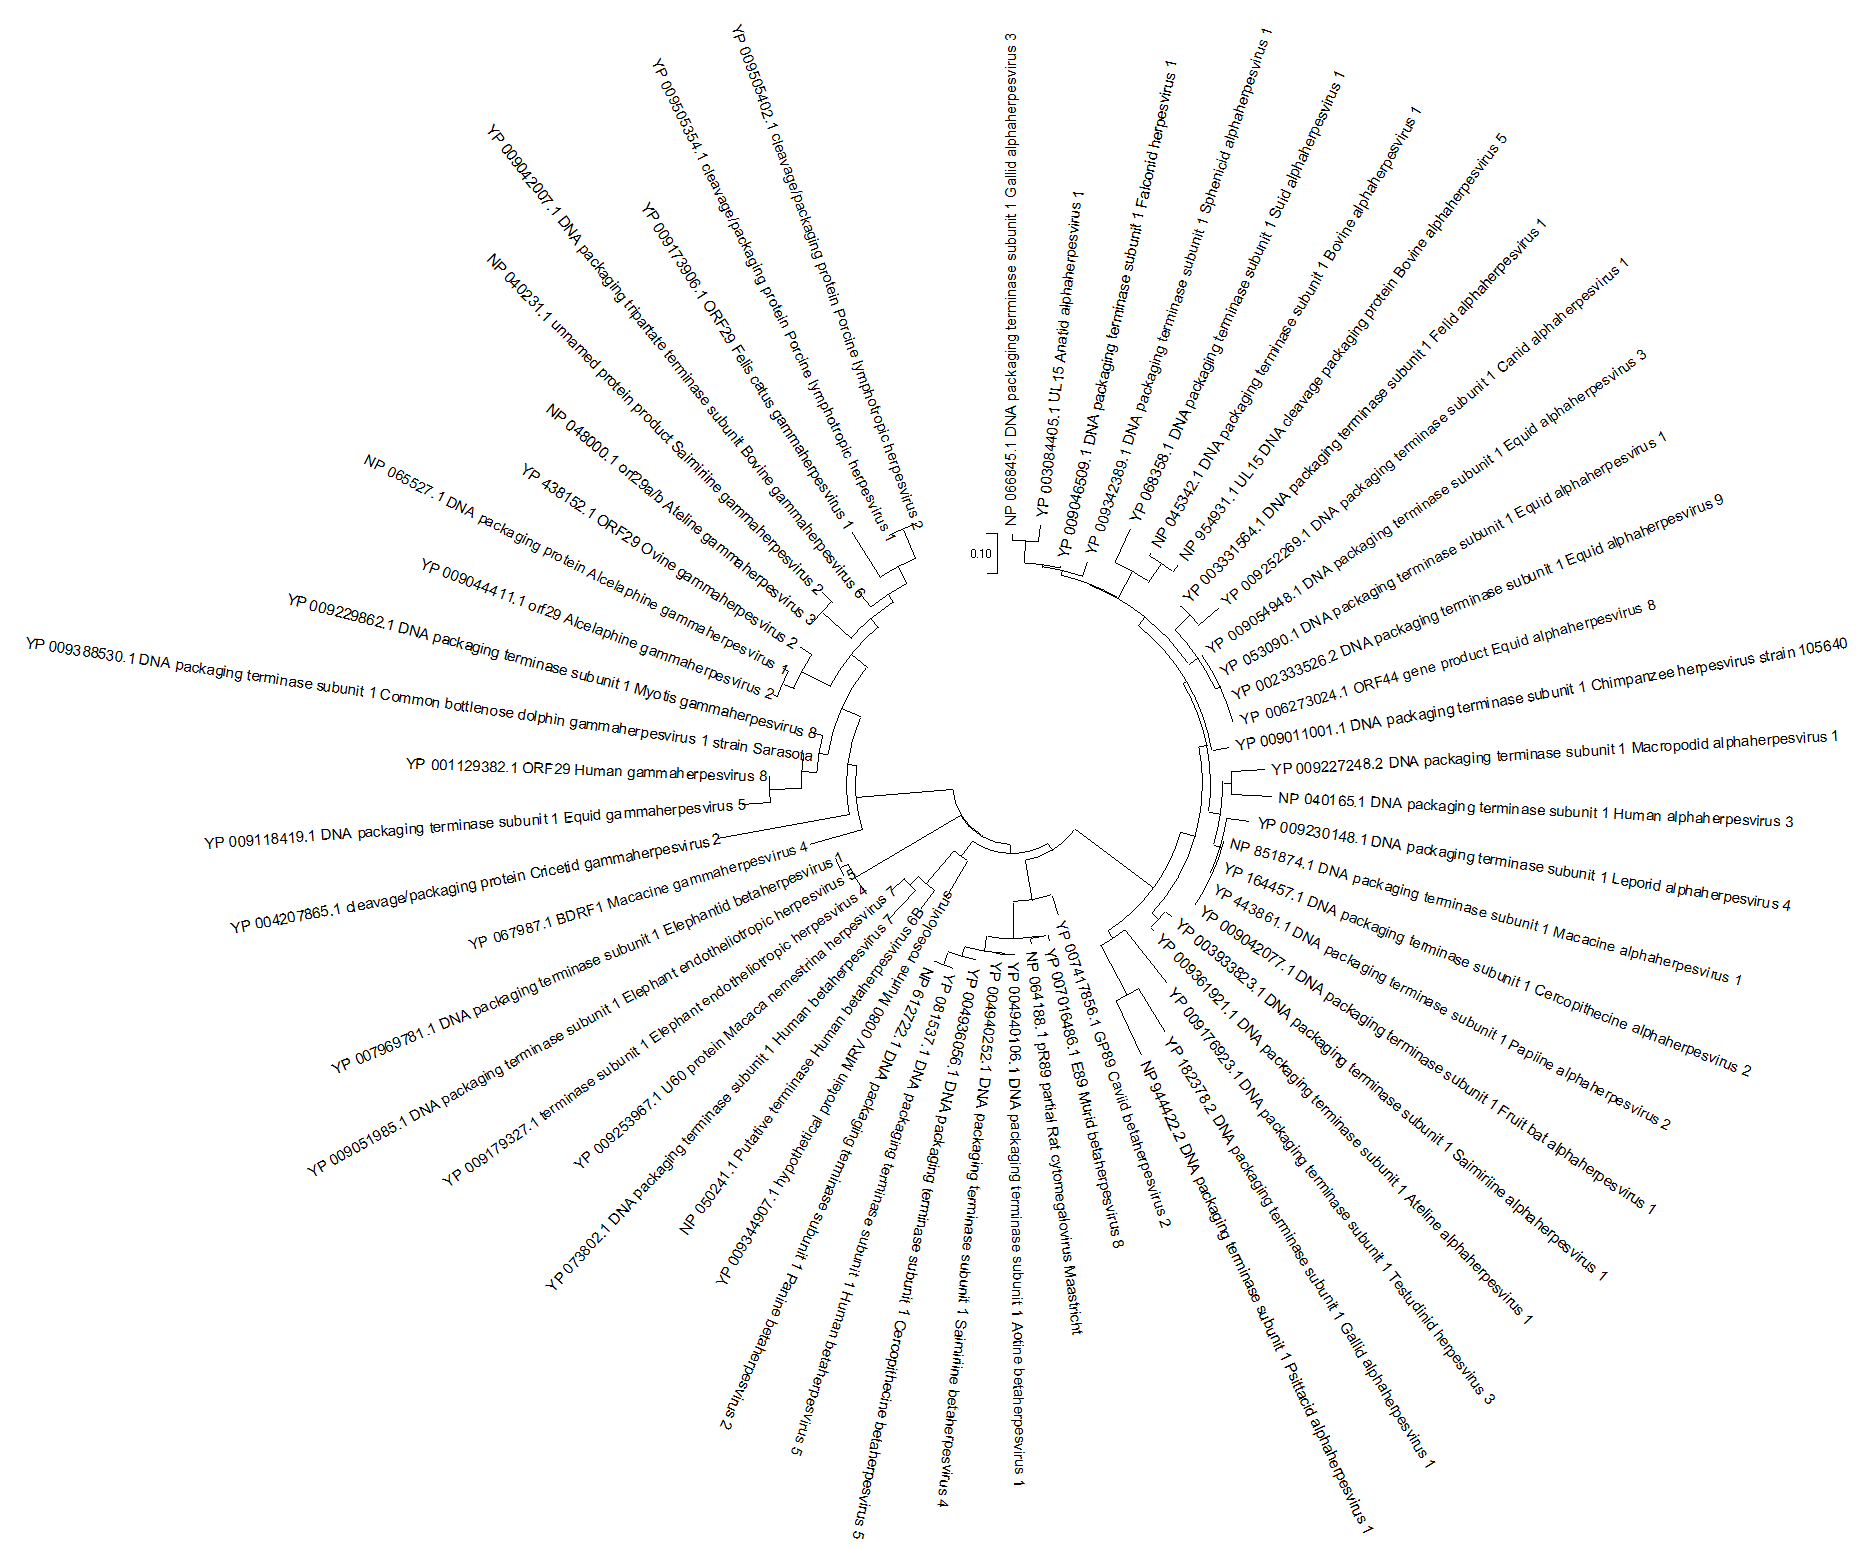 NP 066845.1 DNA packaging terminase subunit 1 Gallid alphaherpesvirus 3
YP 003084405.1 UL15 Anatid alphaherpesvirus 1
YP 009046509.1 DNA packaging terminase subunit 1 Falconid herpesvirus 1
YP 009342389.1 DNA packaging terminase subunit 1 Sphenicid alphaherpesvirus 1
YP 068358.1 DNA packaging terminase subunit 1 Suid alphaherpesvirus 1
NP 045342.1 DNA packaging terminase subunit 1 Bovine alphaherpesvirus 1
NP 954931.1 UL15 DNA cleavage packaging protein Bovine alphaherpesvirus 5
YP 003331564.1 DNA packaging terminase subunit 1 Felid alphaherpesvirus 1
YP 009252269.1 DNA packaging terminase subunit 1 Canid alphaherpesvirus 1
YP 009054948.1 DNA packaging terminase subunit 1 Equid alphaherpesvirus 3
YP 053090.1 DNA packaging terminase subunit 1 Equid alphaherpesvirus 1
YP 002333526.2 DNA packaging terminase subunit 1 Equid alphaherpesvirus 9
YP 006273024.1 ORF44 gene product Equid alphaherpesvirus 8
YP 009011001.1 DNA packaging terminase subunit 1 Chimpanzee herpesvirus strain 105640
YP 009227248.2 DNA packaging terminase subunit 1 Macropodid alphaherpesvirus 1
NP 040165.1 DNA packaging terminase subunit 1 Human alphaherpesvirus 3
YP 009230148.1 DNA packaging terminase subunit 1 Leporid alphaherpesvirus 4
NP 851874.1 DNA packaging terminase subunit 1 Macacine alphaherpesvirus 1
YP 164457.1 DNA packaging terminase subunit 1 Cercopithecine alphaherpesvirus 2
YP 443861.1 DNA packaging terminase subunit 1 Papiine alphaherpesvirus 2
YP 009042077.1 DNA packaging terminase subunit 1 Fruit bat alphaherpesvirus 1
YP 003933823.1 DNA packaging terminase subunit 1 Saimiriine alphaherpesvirus 1
YP 009361921.1 DNA packaging terminase subunit 1 Ateline alphaherpesvirus 1
YP 009176923.1 DNA packaging terminase subunit 1 Testudinid herpesvirus 3
YP 182378.2 DNA packaging terminase subunit 1 Gallid alphaherpesvirus 1
NP 944422.2 DNA packaging terminase subunit 1 Psittacid alphaherpesvirus 1
YP 007417856.1 GP89 Caviid betaherpesvirus 2
YP 007016486.1 E89 Murid betaherpesvirus 8
NP 064188.1 pR89 partial Rat cytomegalovirus Maastricht
YP 004940106.1 DNA packaging terminase subunit 1 Aotine betaherpesvirus 1
YP 004940252.1 DNA packaging terminase subunit 1 Saimiriine betaherpesvirus 4
YP 004936056.1 DNA packaging terminase subunit 1 Cercopithecine betaherpesvirus 5
YP 081537.1 DNA packaging terminase subunit 1 Human betaherpesvirus 5
NP 612722.1 DNA packaging terminase subunit 1 Panine betaherpesvirus 2
YP 009344907.1 hypothetical protein MRV 0080 Murine roseolovirus
NP 050241.1 Putative terminase Human betaherpesvirus 6B
YP 073802.1 DNA packaging terminase subunit 1 Human betaherpesvirus 7
YP 009253967.1 U60 protein Macaca nemestrina herpesvirus 7
YP 009179327.1 terminase subunit 1 Elephant endotheliotropic herpesvirus 4
YP 009051985.1 DNA packaging terminase subunit 1 Elephant endotheliotropic herpesvirus 5
YP 007969781.1 DNA packaging terminase subunit 1 Elephantid betaherpesvirus 1
YP 067987.1 BDRF1 Macacine gammaherpesvirus 4
YP 004207865.1 cleavage/packaging protein Cricetid gammaherpesvirus 2
YP 009118419.1 DNA packaging terminase subunit 1 Equid gammaherpesvirus 5
YP 001129382.1 ORF29 Human gammaherpesvirus 8
YP 009388530.1 DNA packaging terminase subunit 1 Common bottlenose dolphin gammaherpesvirus 1 strain Sarasota
YP 009229862.1 DNA packaging terminase subunit 1 Myotis gammaherpesvirus 8
YP 009044411.1 orf29 Alcelaphine gammaherpesvirus 2
NP 065527.1 DNA packaging protein Alcelaphine gammaherpesvirus 1
YP 438152.1 ORF29 Ovine gammaherpesvirus 2
NP 048000.1 orf29a/b Ateline gammaherpesvirus 3
NP 040231.1 unnamed protein product Saimiriine gammaherpesvirus 2
YP 009042007.1 DNA packaging tripartate terminase subunit Bovine gammaherpesvirus 6
YP 009173906.1 ORF29 Felis catus gammaherpesvirus 1
YP 009505354.1 cleavage/packaging protein Porcine lymphotropic herpesvirus 1
YP 009505402.1 cleavage/packaging protein Porcine lymphotropic herpesvirus 2
0.10